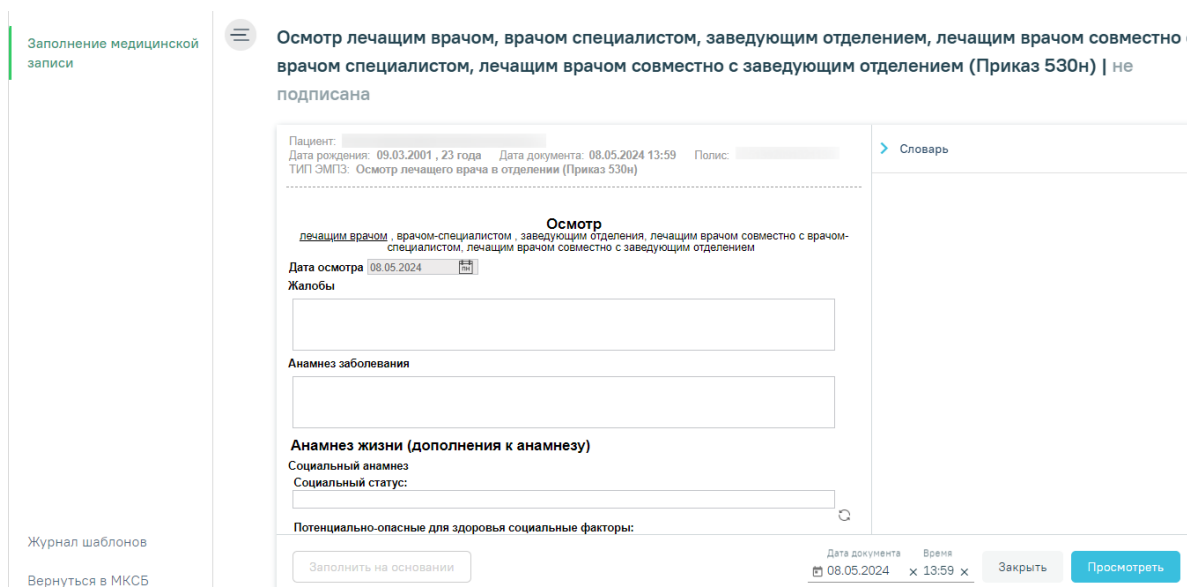 Заполнение медицинской
записи
Осмотр лечащим врачом, врачом специалистом, заведующим отделением, лечащим врачом совместно
врачом специалистом, лечащим врачом совместно с заведующим отделением (Приказ 530н) | не
подписана
Пациент:
Дата рождения: 09.03.2001 , 23 года Дата документа: 08.05.2024 13:59 Полис:
ТИП ЭМПЗ: Осмотр лечащего врача в отделении (Приказ 530н)
Словарь
Осмотр
лечащим врачом , врачом-специалистом , заведующим отделения, лечащим врачом совместно с врачом-
специалистом, лечащим врачом совместно с заведующим отделением
Дата осмотра 08.05.2024
Жалобы
Анамнез заболевания
Анамнез жизни (дополнения к анамнезу)
Социальный анамнез
Социальный статус:
Потенциально-опасные для здоровья социальные факторы:
Журнал шаблонов
Вернуться в МКСБ
Заполнить на основании
Дата документа Время
08.05.2024 × 13:59 ×
Закрыть
Просмотреть